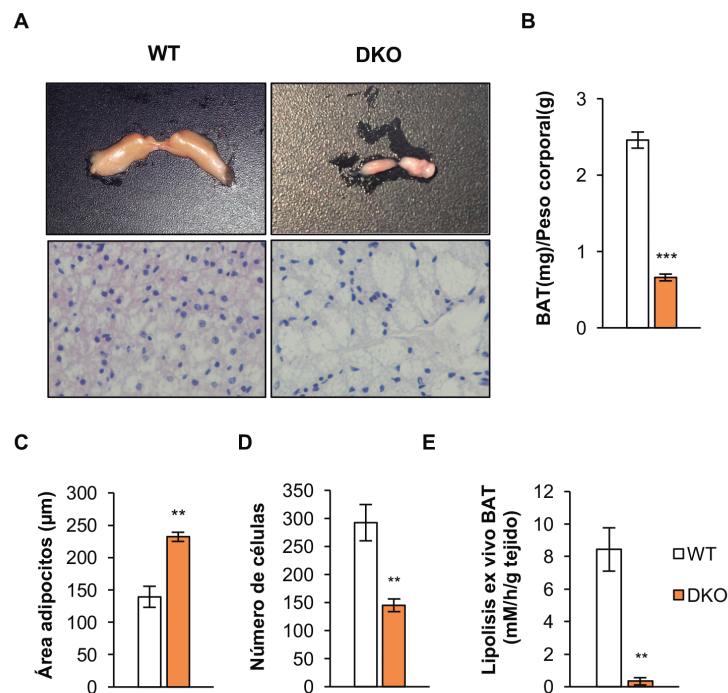 A
WT
DKO
B
BAT(mg)/Peso corporal(g)
3
2
1
0
***
C
Área adipocitos (µm)
300
250
200
150
100
50
0
**
D
Número de células
350
300
250
200
150
100
50
0
**
E
Lipolisis ex vivo BAT
(mM/h/g tejido)
12
10
8
6
4
2
0
**
WT
DKO